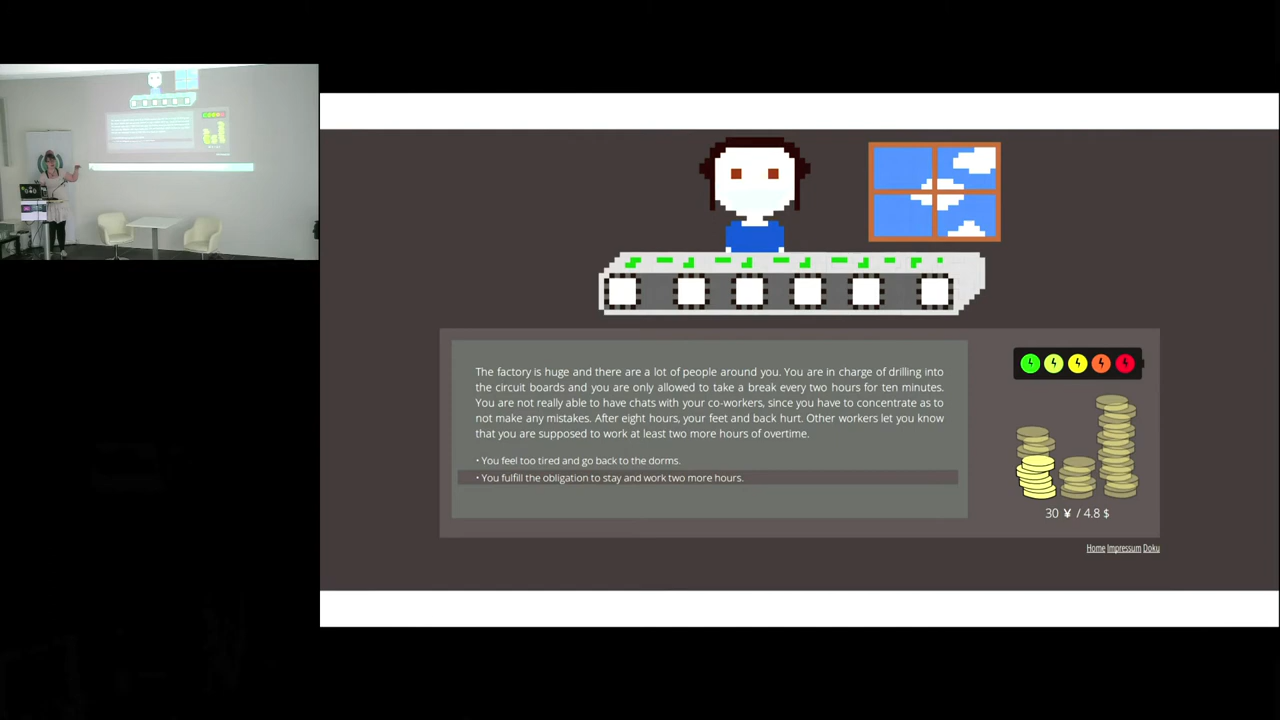 The factory is huge and there are a lot of people around you. You are in charge of drilling into
the circuit boards and you are only allowed to take a break every two hours for ten minutes.
You are not really able to have chats with your co-workers, since you have to concentrate as to
not make any mistakes. After eight hours, your feet and back hurt. Other workers let you know
that you are supposed to work at least two more hours of overtime.
• You feel too tired and go back to the dorms.
• You fulfill the obligation to stay and work two more hours.
30 ¥ / 4.8 $
Home Impressum Doku